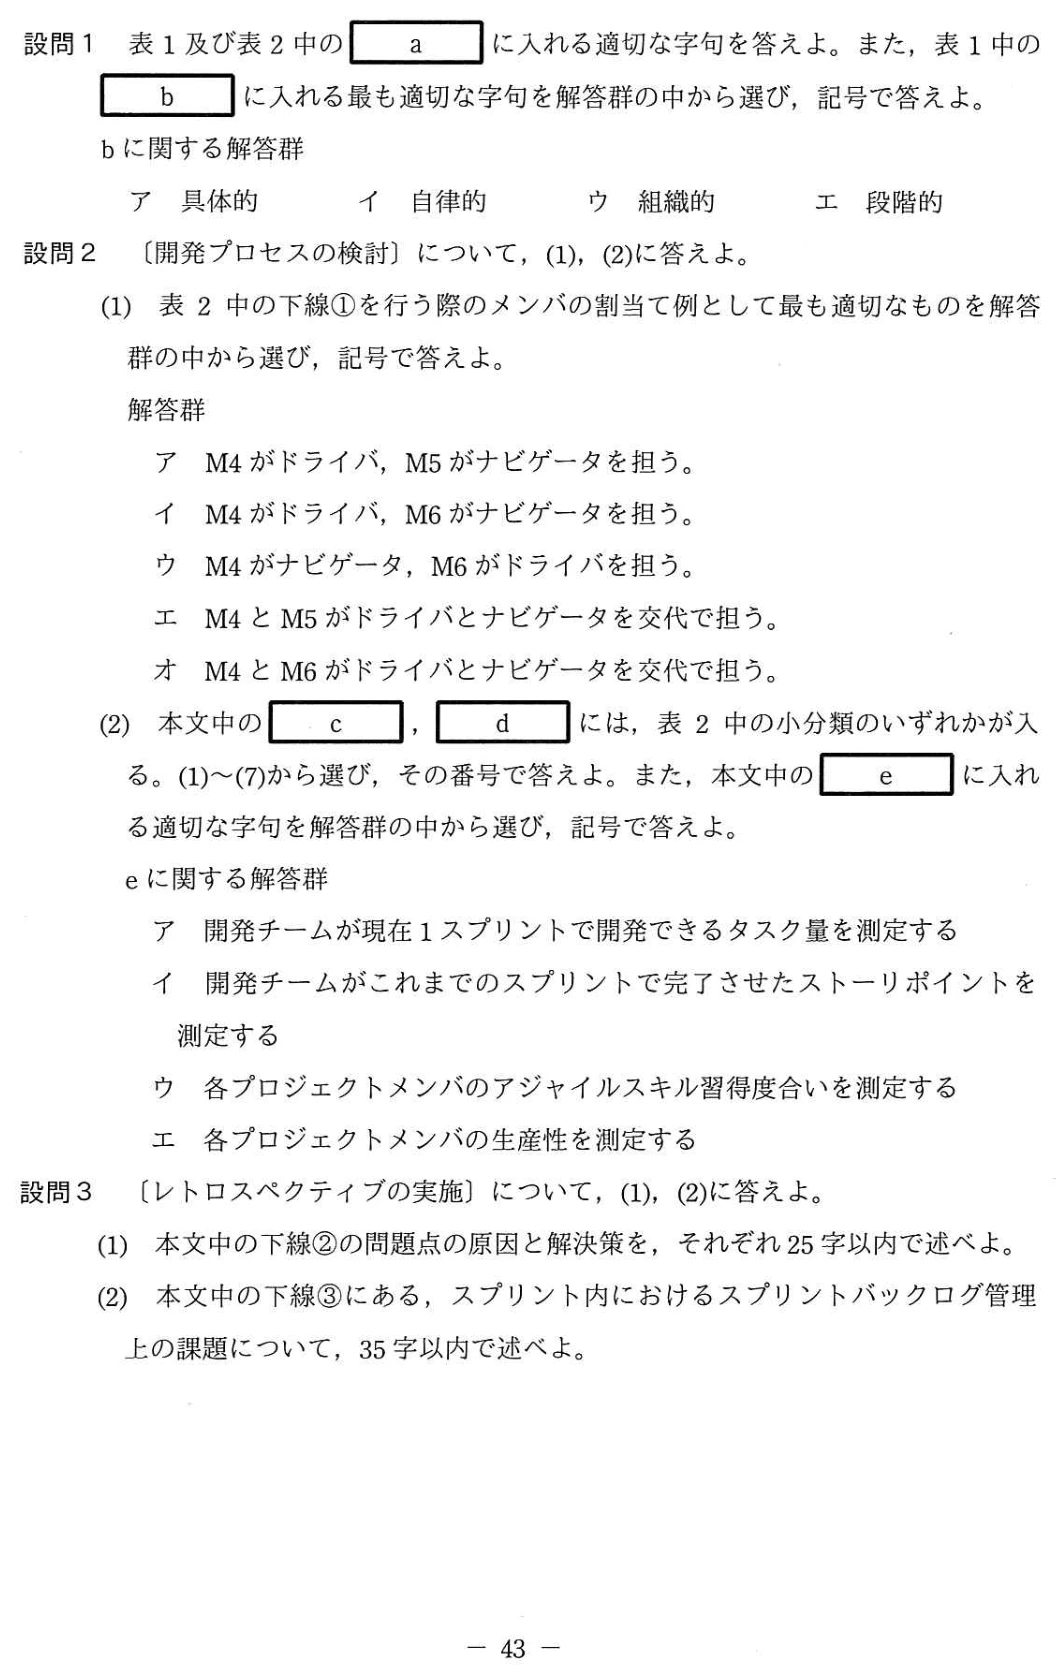 設問1 表1及び表2中の a に入れる適切な字句を答えよ。また，表1中の
b に入れる最も適切な字句を解答群の中から選び，記号で答えよ。
bに関する解答群
ア 具体的 イ 自律的 ウ 組織的 エ 段階的
設問2 〔開発プロセスの検討〕について，(1)，(2)に答えよ。
(1) 表2中の下線①を行う際のメンバの割当て例として最も適切なものを解答
群の中から選び，記号で答えよ。
解答群
ア M4がドライバ，M5がナビゲータを担う。
イ M4がドライバ，M6がナビゲータを担う。
ウ M4がナビゲータ，M6がドライバを担う。
エ M4とM5がドライバとナビゲータを交代で担う。
オ M4とM6がドライバとナビゲータを交代で担う。
(2) 本文中の c ， d には，表2中の小分類のいずれかが入
る。(1)〜(7)から選び，その番号で答えよ。また，本文中の e に入れ
る適切な字句を解答群の中から選び，記号で答えよ。
eに関する解答群
ア 開発チームが現在1スプリントで開発できるタスク量を測定する
イ 開発チームがこれまでのスプリントで完了させたストーリポイントを
測定する
ウ 各プロジェクトメンバのアジャイルスキル習得度合いを測定する
エ 各プロジェクトメンバの生産性を測定する
設問3 〔レトロスペクティブの実施〕について，(1)，(2)に答えよ。
(1) 本文中の下線②の問題点の原因と解決策を，それぞれ25字以内で述べよ。
(2) 本文中の下線③にある，スプリント内におけるスプリントバックログ管理
上の課題について，35字以内で述べよ。
― 43 ―